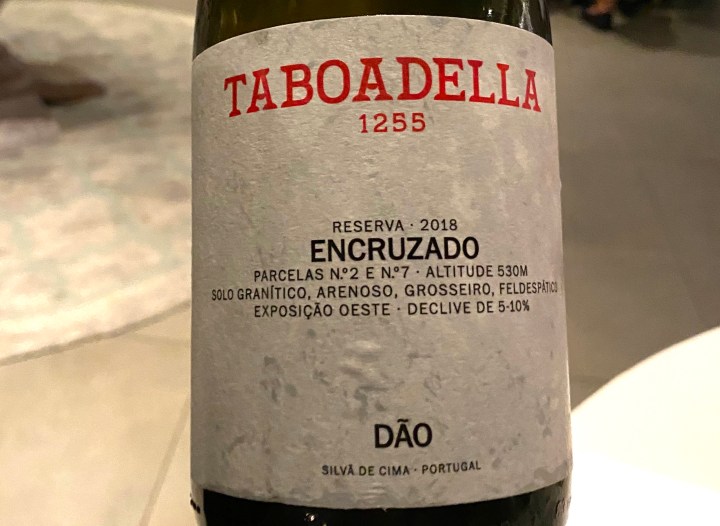 TABOADELLA
1255
RESERVA · 2018
ENCRUZADO
PARCELAS N.º2 E N.º7 · ALTITUDE 530M
SOLO GRANÍTICO, ARENOSO, GROSSEIRO, FELDESPÁTICO
EXPOSIÇÃO OESTE · DECLIVE DE 5-10%
DÃO
SILVÃ DE CIMA · PORTUGAL